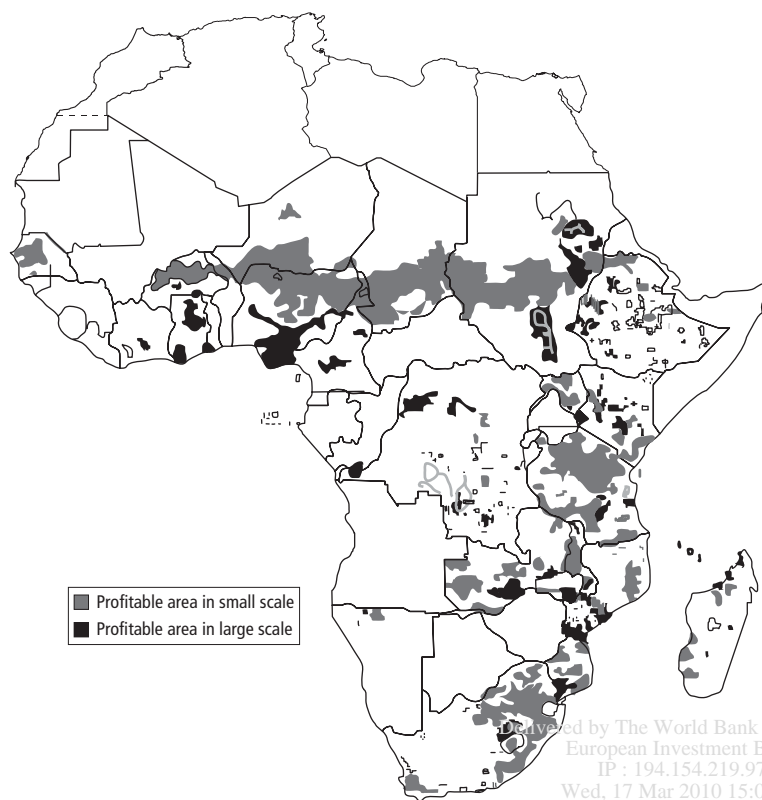 Profitable area in small scale
Profitable area in large scale
Delivered by The World Bank
European Investment B
IP : 194.154.219.97
Wed, 17 Mar 2010 15:0